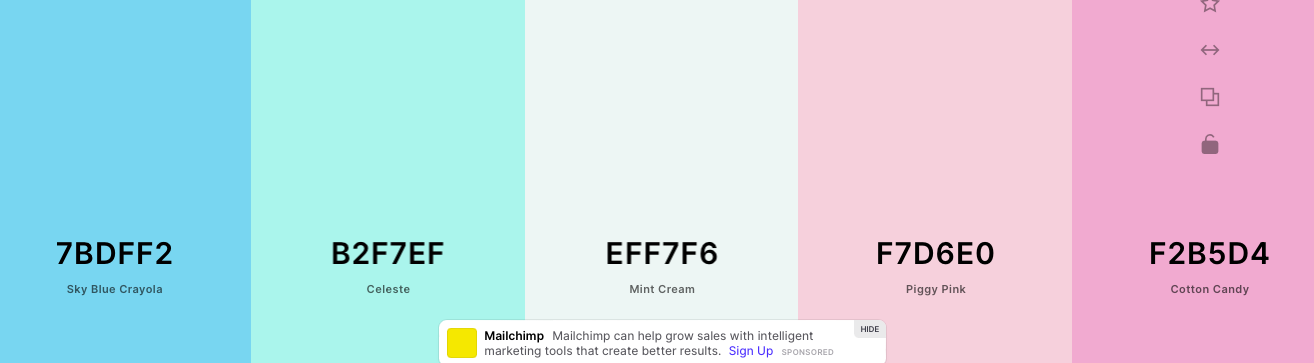 7BDFF2
Sky Blue Crayola
B2F7EF
Celeste
EFF7F6
Mint Cream
F7D6E0
Piggy Pink
F2B5D4
Cotton Candy
HIDE
Mailchimp Mailchimp can help grow sales with intelligent
marketing tools that create better results. Sign Up SPONSORED